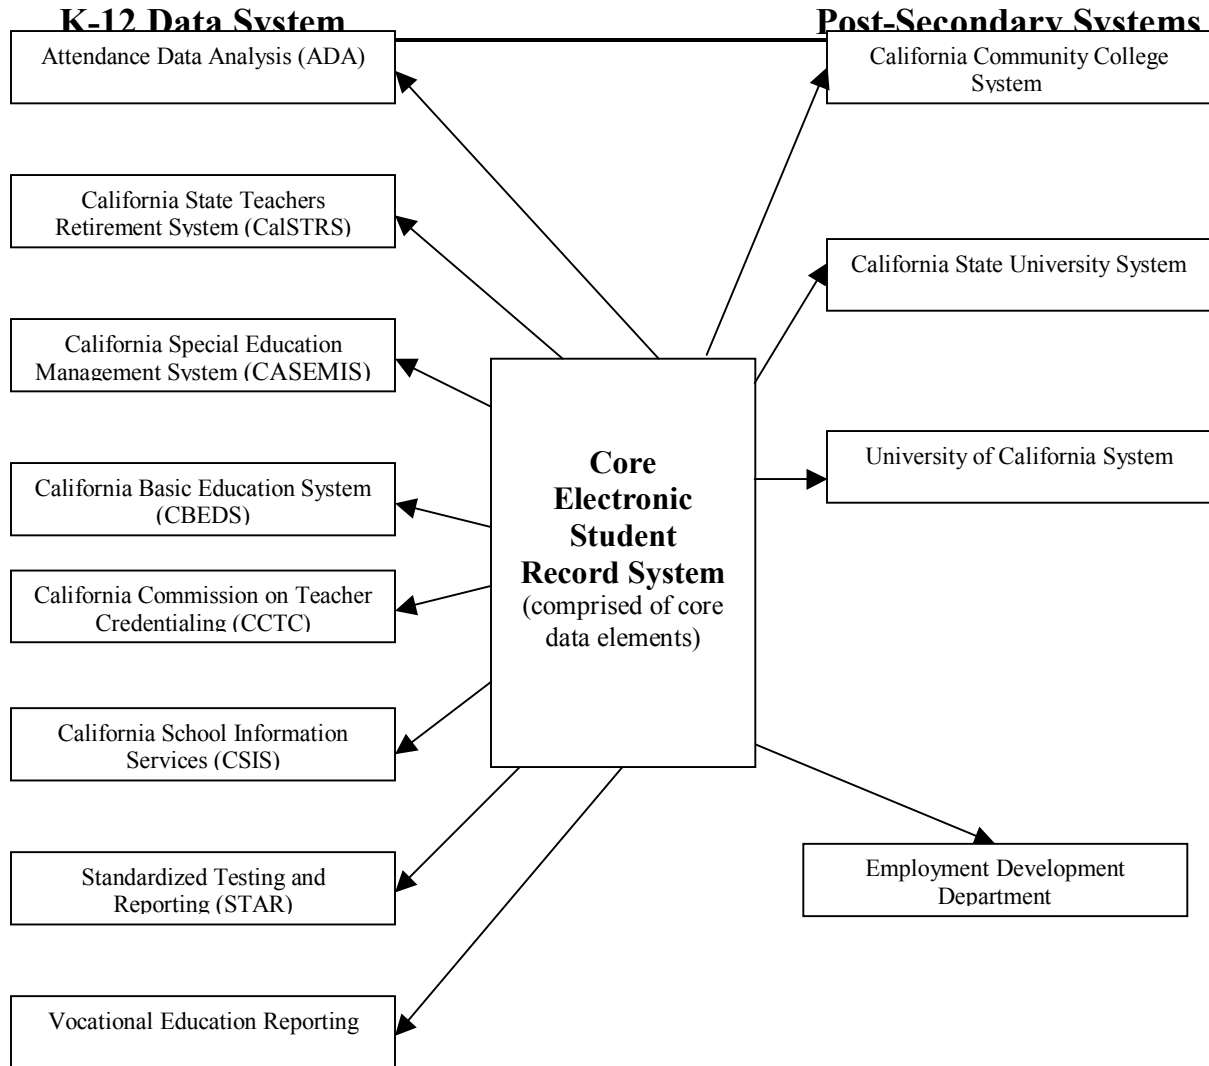 K-12 Data System
Post-Secondary Systems
Attendance Data Analysis (ADA)
California State Teachers
Retirement System (CalSTRS)
California Special Education
Management System (CASEMIS)
California Basic Education System
(CBEDS)
California Commission on Teacher
Credentialing (CCTC)
California School Information
Services (CSIS)
Standardized Testing and
Reporting (STAR)
Vocational Education Reporting
Core
Electronic
Student
Record System
(comprised of core
data elements)
California Community College
System
California State University System
University of California System
Employment Development
Department